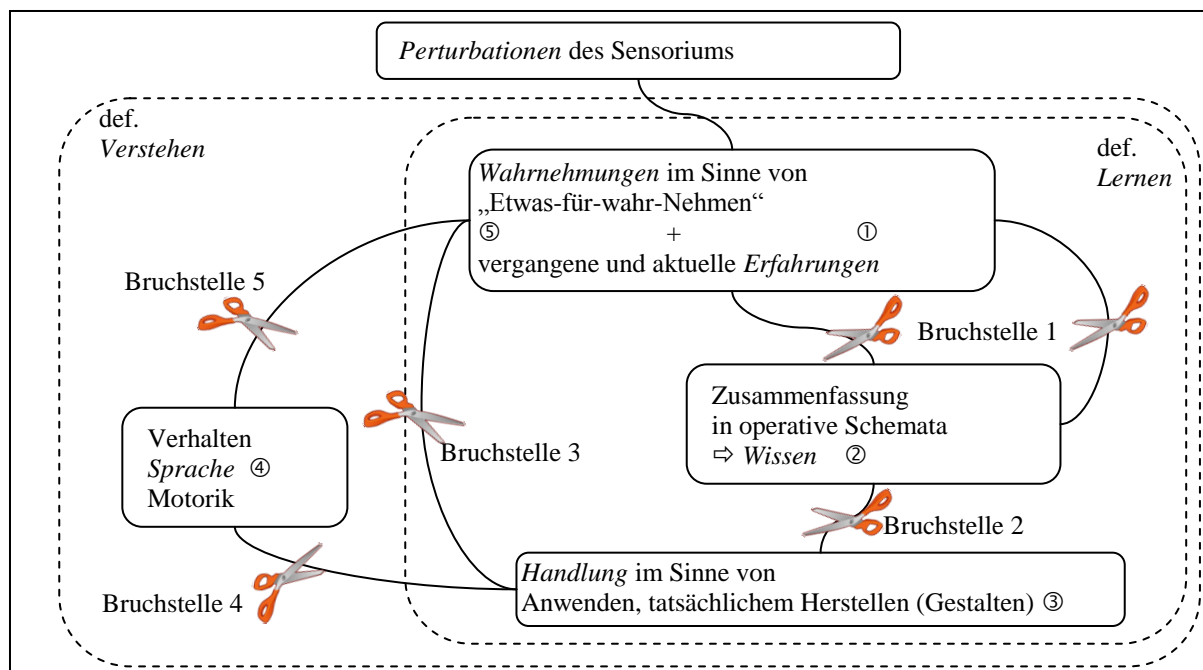 Perturbationen des Sensoriums
def.
Verstehen
def.
Lernen
Wahrnehmungen im Sinne von
„Etwas-für-wahr-Nehmen“
⑤ + ①
vergangene und aktuelle Erfahrungen
Bruchstelle 5
Bruchstelle 1
Zusammenfassung
in operative Schemata
⇨ Wissen ②
Verhalten
Sprache ④
Motorik
Bruchstelle 3
Bruchstelle 2
Handlung im Sinne von
Anwenden, tatsächlichem Herstellen (Gestalten) ③
Bruchstelle 4